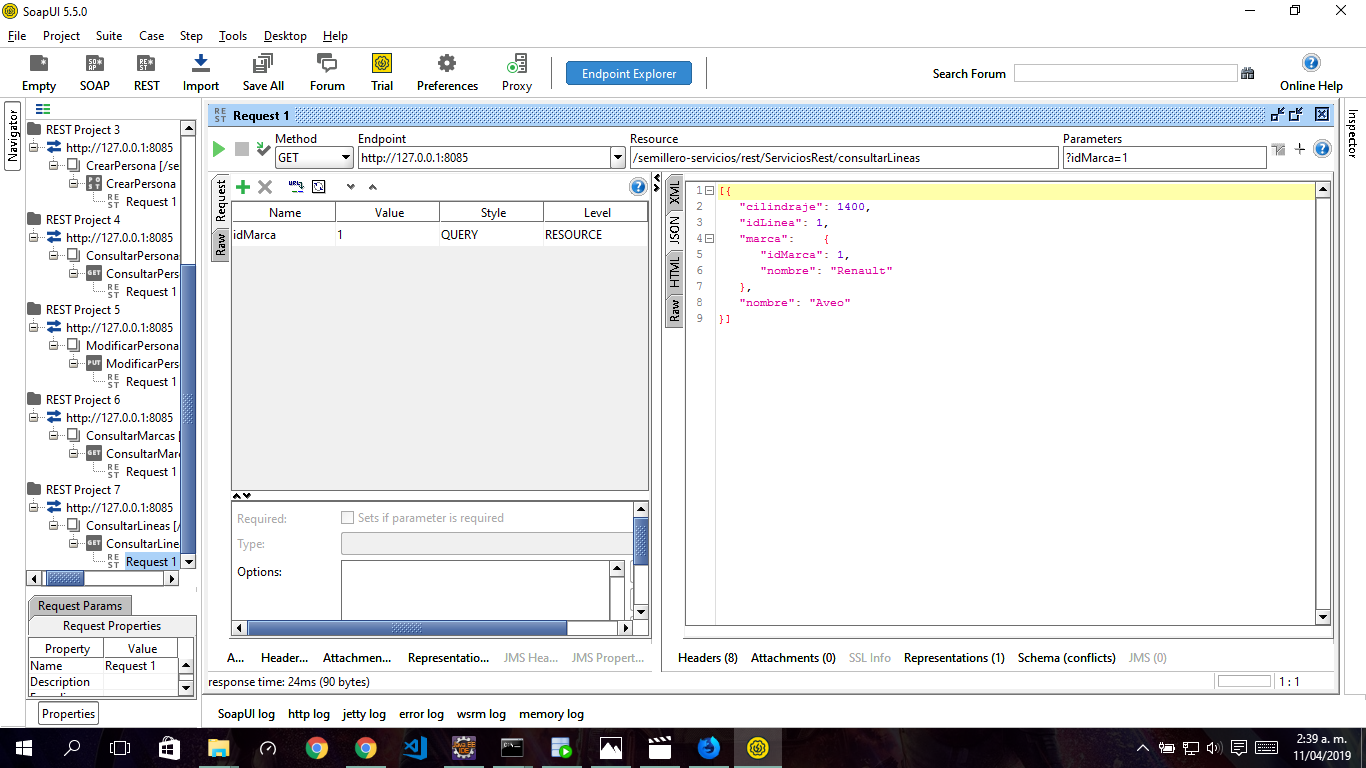 SoapUI 5.5.0
File Project Suite Case Step Tools Desktop Help
Empty SOAP REST Import Save All Forum Trial Preferences Proxy Endpoint Explorer Search Forum Online Help
Navigator
REST Project 3
http://127.0.0.1:8085
CrearPersona [/se
CrearPersona
Request 1
REST Project 4
http://127.0.0.1:8085
ConsultarPersona
GET ConsultarPers
Request 1
REST Project 5
http://127.0.0.1:8085
ModificarPersona
PUT ModificarPers
Request 1
REST Project 6
http://127.0.0.1:8085
ConsultarMarcas [
GET ConsultarMar
Request 1
REST Project 7
http://127.0.0.1:8085
ConsultarLineas [/
GET ConsultarLine
Request 1
Request Params
Request Properties
Property Value
Name Request 1
Description
Properties
Request 1
Method Endpoint Resource Parameters
GET http://127.0.0.1:8085 /semillero-servicios/rest/ServiciosRest/consultarLineas ?idMarca=1
Request
Raw
Name Value Style Level
idMarca 1 QUERY RESOURCE
Required: Sets if parameter is required
Type:
Options:
A... Header... Attachmen... Representatio... JMS Hea... JMS Propert...
XML
JSON
HTML
Raw
1 [{
2 "cilindraje": 1400,
3 "idLinea": 1,
4 "marca": {
5 "idMarca": 1,
6 "nombre": "Renault"
7 },
8 "nombre": "Aveo"
9 }]
Headers (8) Attachments (0) SSL Info Representations (1) Schema (conflicts) JMS (0)
response time: 24ms (90 bytes)
1 : 1
Inspector
SoapUI log http log jetty log error log wsrm log memory log
2:39 a. m.
11/04/2019